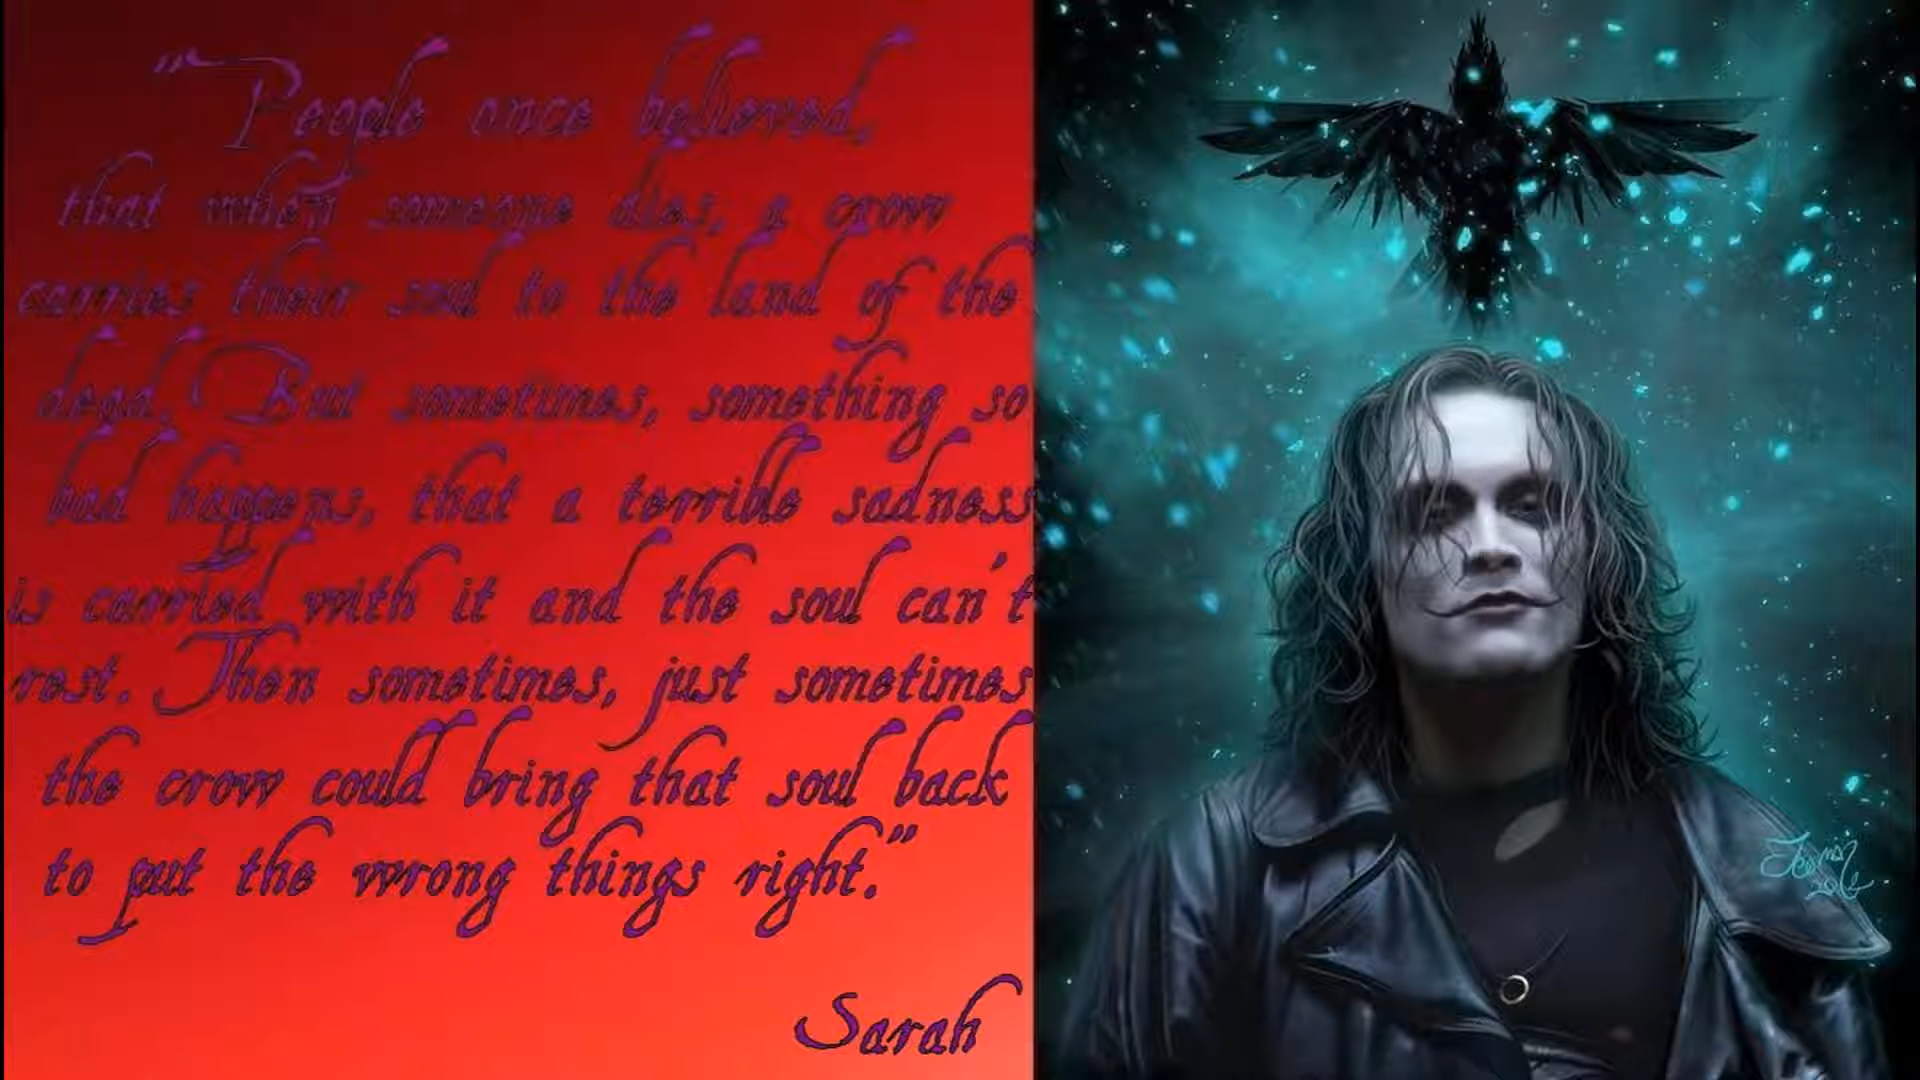 "People once believed,
that when someone dies, a crow
carries their soul to the land of the
dead. But sometimes, something so
bad happens, that a terrible sadness
is carried with it and the soul can't
rest. Then sometimes, just sometimes
the crow could bring that soul back
to put the wrong things right."
Sarah